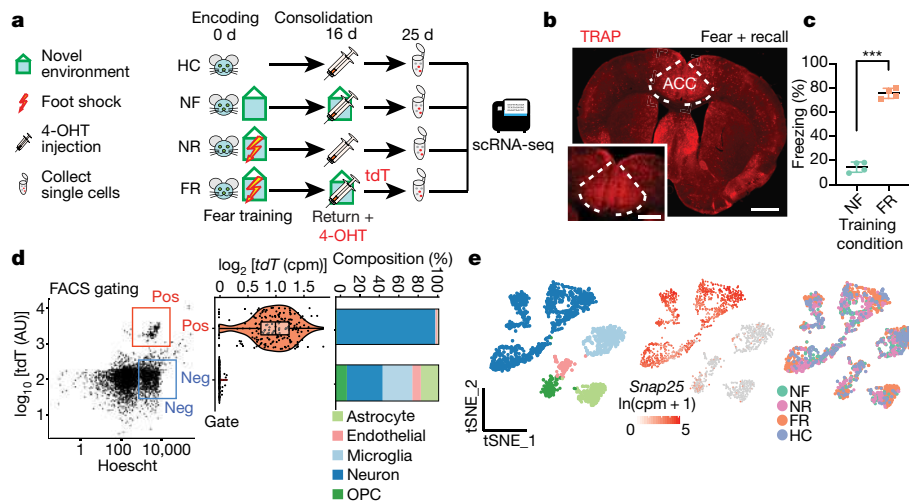 a
Encoding
Consolidation
0 d
16 d
25 d
Novel
environment
Foot shock
4-OHT
injection
Collect
single cells
HC
NF
NR
FR
tdT
Fear training
Return +
4-OHT
scRNA-seq
b
TRAP
Fear + recall
ACC
c
Freezing (%)
100
80
60
40
20
0
***
NF
FR
Training
condition
d
FACS gating
log10 [tdT (AU)]
4
3
2
1
Pos
Neg
Neg
1
100
10,000
Hoescht
log2 [tdT (cpm)]
0
0.5
1.0
1.5
2.0
Pos
Neg
Gate
Composition (%)
0
20
40
60
80
100
Astrocyte
Endothelial
Microglia
Neuron
OPC
e
tSNE_2
tSNE_1
Snap25
ln(cpm + 1)
0
5
NF
NR
FR
HC